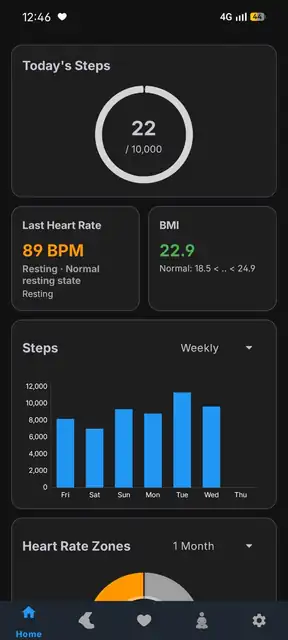 12:46
4G
44
Today's Steps
22
/ 10,000
Last Heart Rate
89 BPM
Resting · Normal
resting state
Resting
BMI
22.9
Normal: 18.5 < .. < 24.9
Steps
Weekly
12,000
10,000
8,000
6,000
4,000
2,000
0
Fri Sat Sun Mon Tue Wed Thu
Heart Rate Zones
1 Month
Home